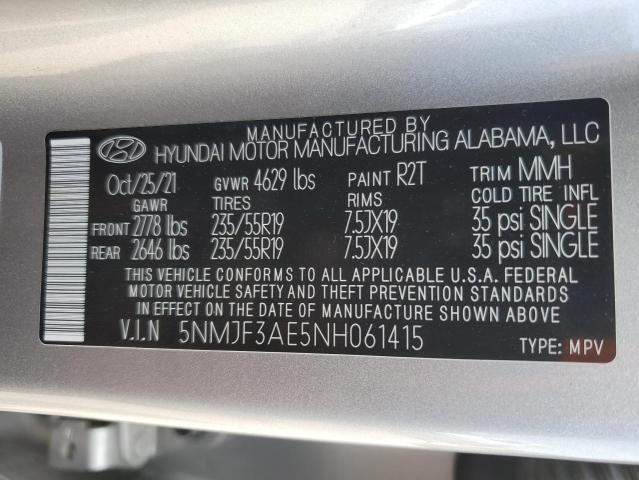 MANUFACTURED BY
HYUNDAI MOTOR MANUFACTURING ALABAMA, LLC
Oct/25/21 GVWR 4629 lbs PAINT R2T TRIM MMH
GAWR TIRES RIMS COLD TIRE INFL
FRONT 2778 lbs 235/55R19 7.5JX19 35 psi SINGLE
REAR 2646 lbs 235/55R19 7.5JX19 35 psi SINGLE
THIS VEHICLE CONFORMS TO ALL APPLICABLE U.S.A. FEDERAL
MOTOR VEHICLE SAFETY AND THEFT PREVENTION STANDARDS
IN EFFECT ON THE DATE OF MANUFACTURE SHOWN ABOVE
V.I.N 5NMJF3AE5NH061415 TYPE: MPV